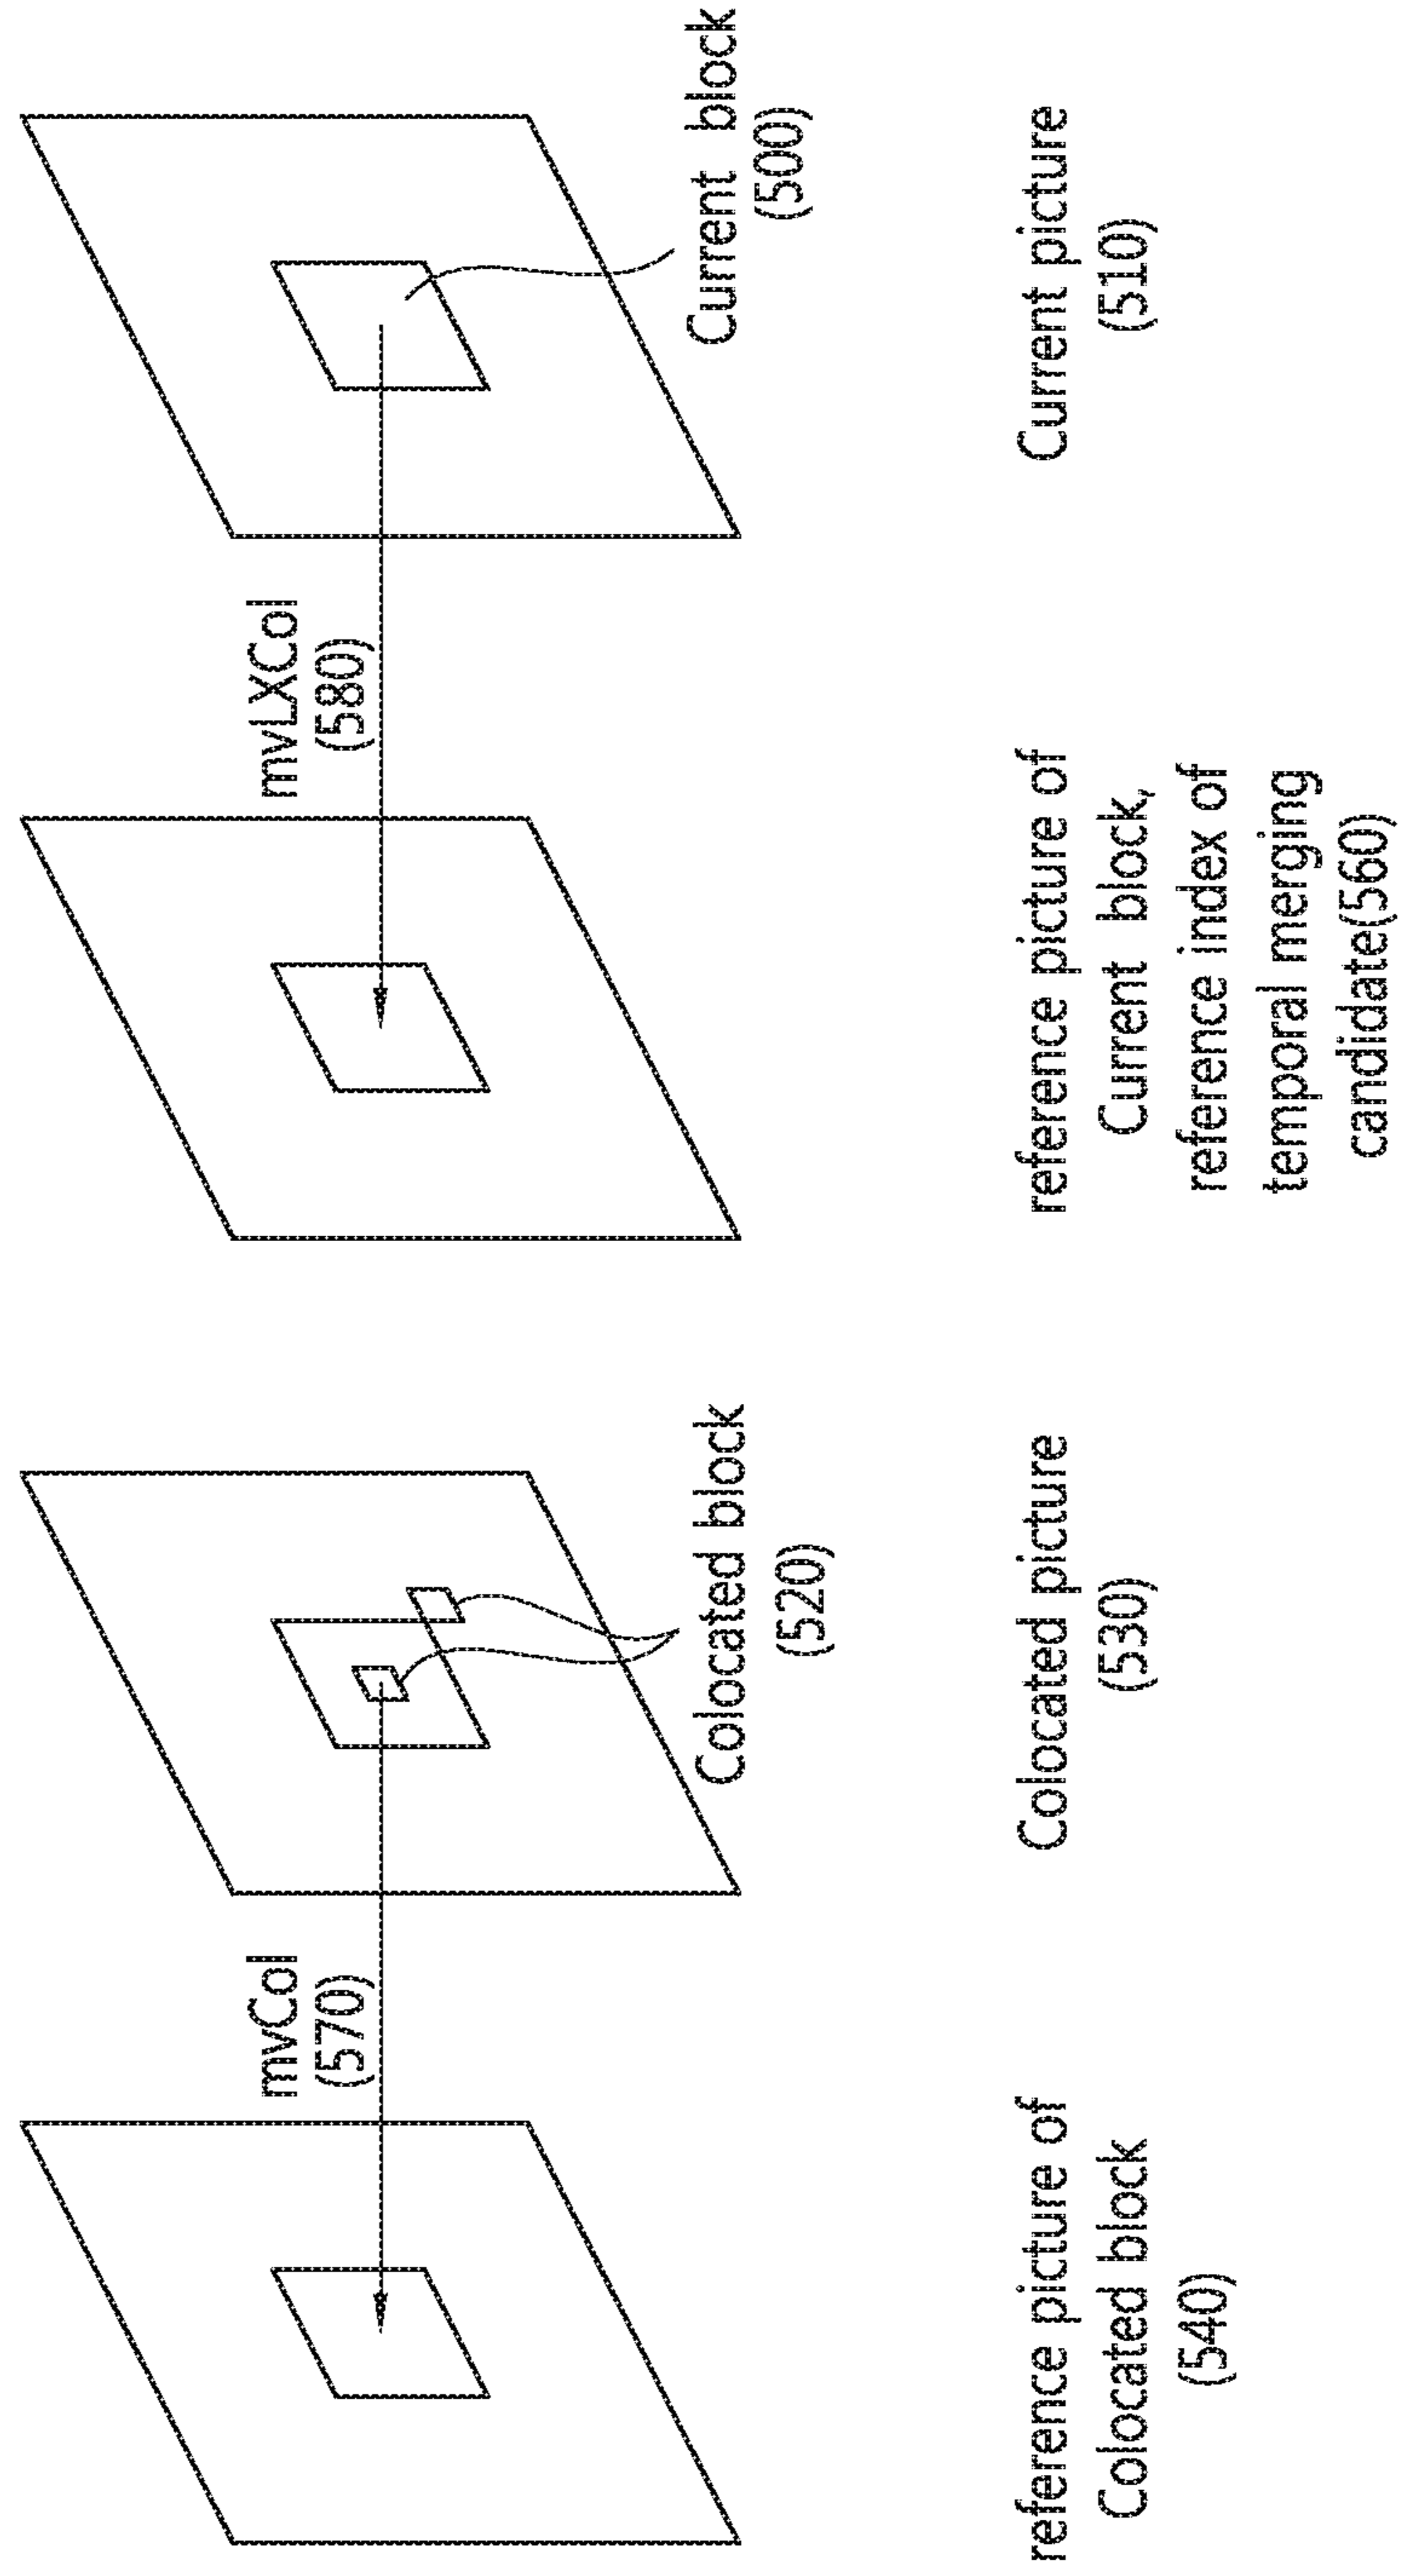 mvCol
(570)
mvLXCol
(580)
Colocated block
(520)
Current block
(500)
reference picture of
Colocated block
(540)
Colocated picture
(530)
reference picture of
Current block,
reference index of
temporal merging
candidate(560)
Current picture
(510)